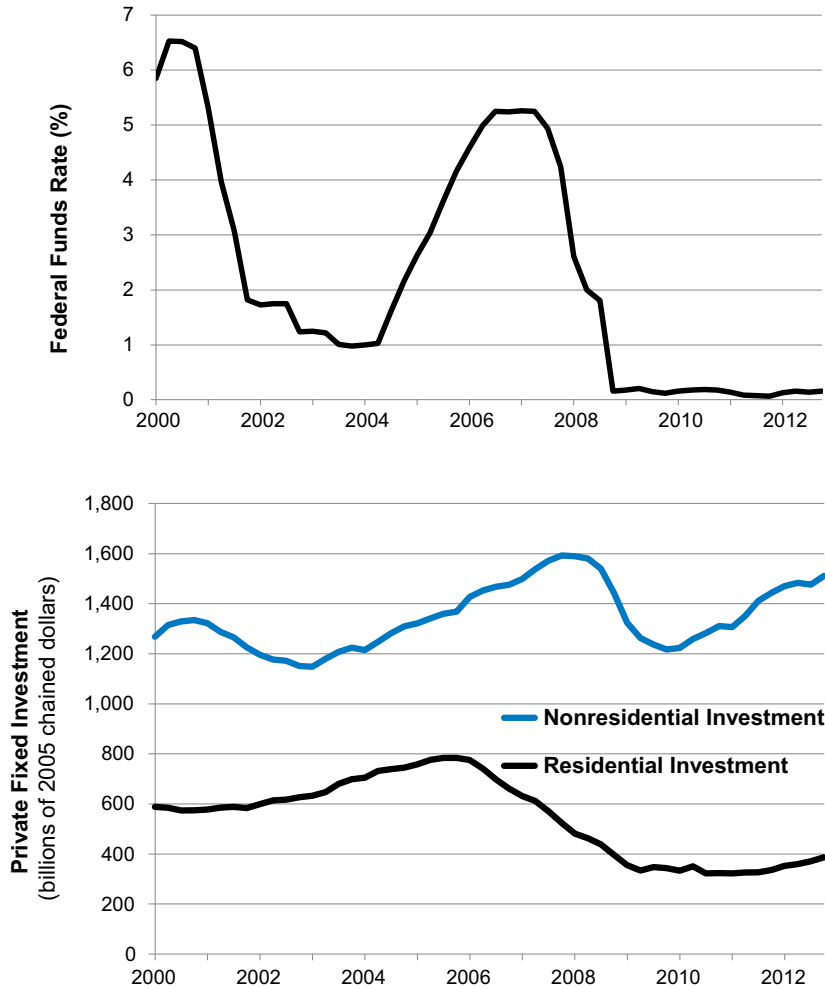 Federal Funds Rate (%)
7
6
5
4
3
2
1
0
2000 2002 2004 2006 2008 2010 2012
Private Fixed Investment
(billions of 2005 chained dollars)
1,800
1,600
1,400
1,200
1,000
800
600
400
200
0
Nonresidential Investment
Residential Investment
2000 2002 2004 2006 2008 2010 2012